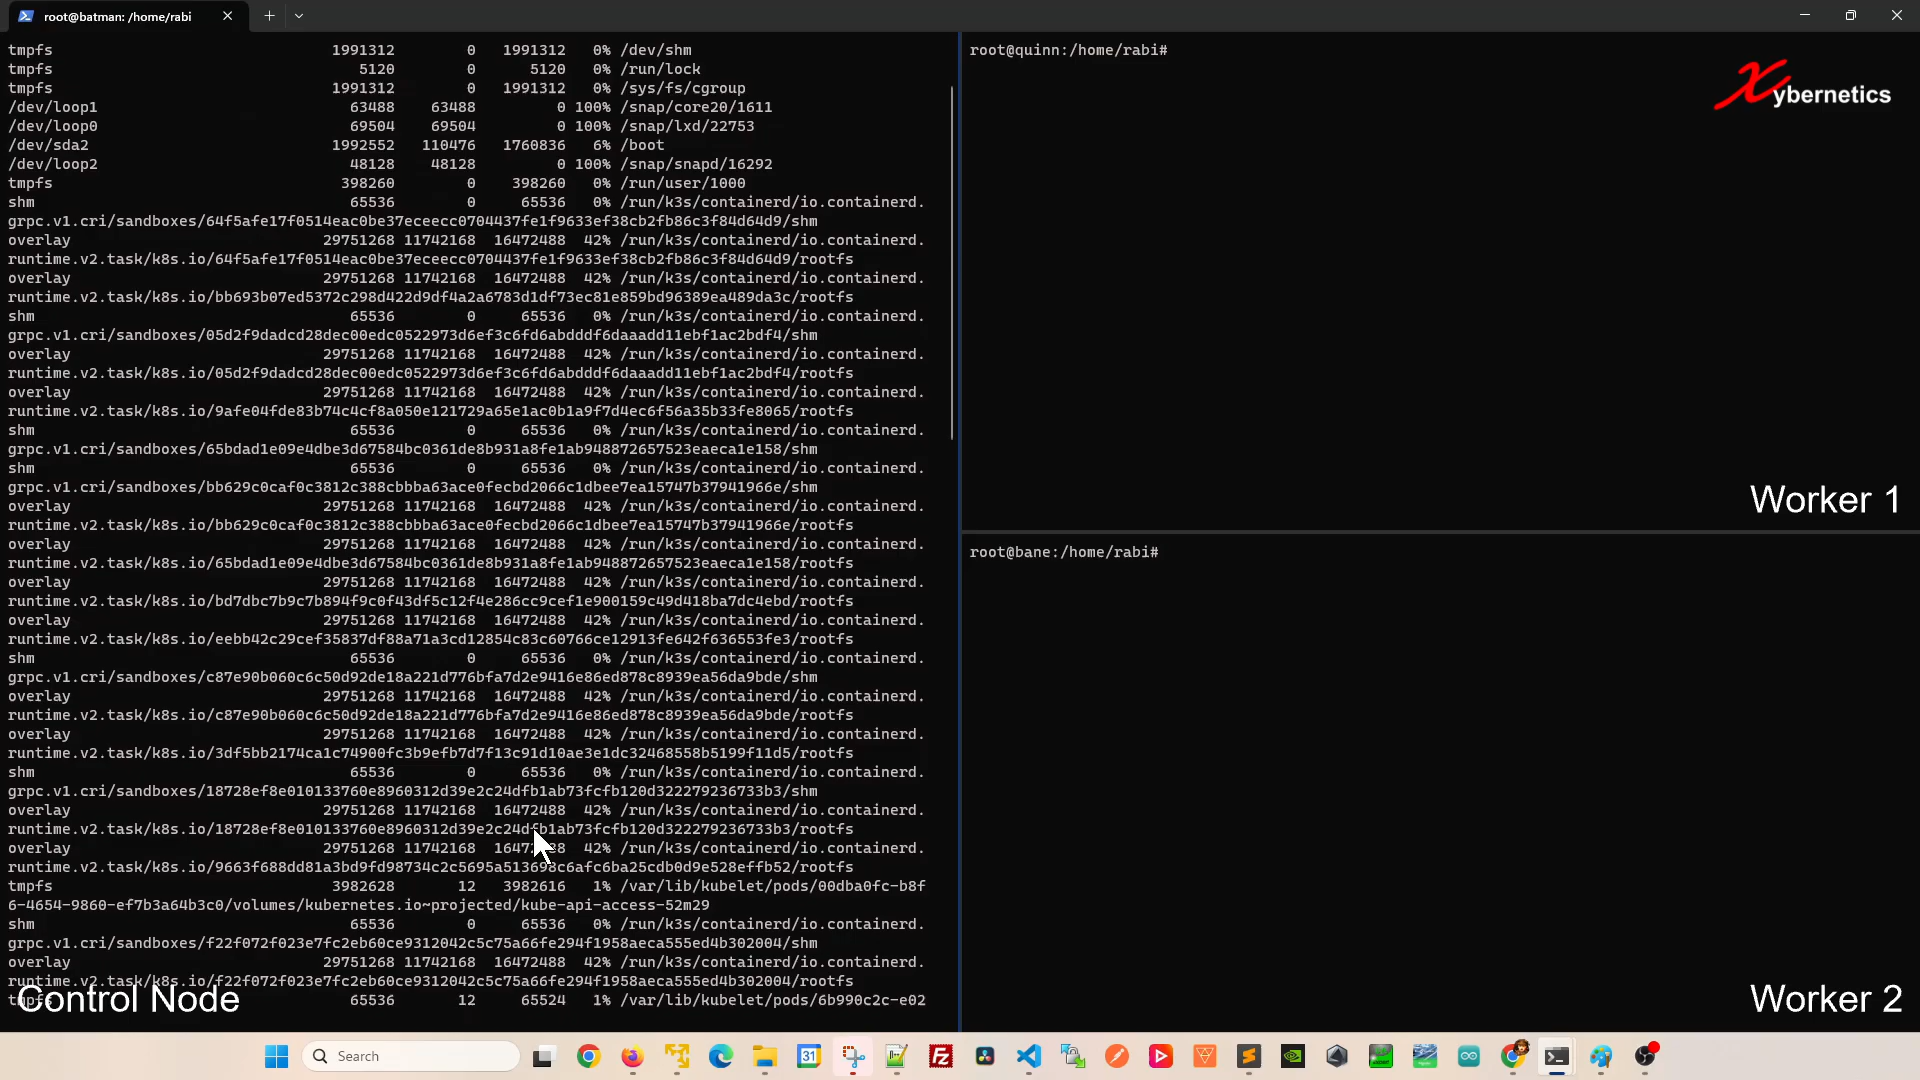 root@batman: /home/rabi
tmpfs 1991312 0 1991312 0% /dev/shm
tmpfs 5120 0 5120 0% /run/lock
tmpfs 1991312 0 1991312 0% /sys/fs/cgroup
/dev/loop1 63488 63488 0 100% /snap/core20/1611
/dev/loop0 69504 69504 0 100% /snap/lxd/22753
/dev/sda2 1992552 110476 1760836 6% /boot
/dev/loop2 48128 48128 0 100% /snap/snapd/16292
tmpfs 398260 0 398260 0% /run/user/1000
shm 65536 0 65536 0% /run/k3s/containerd/io.containerd.
grpc.v1.cri/sandboxes/64f5afe17f0514eac0be37eceecc0704437fe1f9633ef38cb2fb86c3f84d64d9/shm
overlay 29751268 11742168 16472488 42% /run/k3s/containerd/io.containerd.
runtime.v2.task/k8s.io/64f5afe17f0514eac0be37eceecc0704437fe1f9633ef38cb2fb86c3f84d64d9/rootfs
overlay 29751268 11742168 16472488 42% /run/k3s/containerd/io.containerd.
runtime.v2.task/k8s.io/bb693b07ed5372c298d422d9df4a2a6783d1df73ec81e859bd96389ea489da3c/rootfs
shm 65536 0 65536 0% /run/k3s/containerd/io.containerd.
grpc.v1.cri/sandboxes/05d2f9dadcd28dec00edc0522973d6ef3c6fd6abdddf6daaadd11ebf1ac2bdf4/shm
overlay 29751268 11742168 16472488 42% /run/k3s/containerd/io.containerd.
runtime.v2.task/k8s.io/05d2f9dadcd28dec00edc0522973d6ef3c6fd6abdddf6daaadd11ebf1ac2bdf4/rootfs
overlay 29751268 11742168 16472488 42% /run/k3s/containerd/io.containerd.
runtime.v2.task/k8s.io/9afe04fde83b74c4cf8a050e121729a65e1ac0b1a9f7d4ec6f56a35b33fe8065/rootfs
shm 65536 0 65536 0% /run/k3s/containerd/io.containerd.
grpc.v1.cri/sandboxes/65bdad1e09e4dbe3d67584bc0361de8b931a8fe1ab948872657523eaeca1e158/shm
shm 65536 0 65536 0% /run/k3s/containerd/io.containerd.
grpc.v1.cri/sandboxes/bb629c0caf0c3812c388cbbba63ace0fecbd2066c1dbee7ea15747b37941966e/shm
overlay 29751268 11742168 16472488 42% /run/k3s/containerd/io.containerd.
runtime.v2.task/k8s.io/bb629c0caf0c3812c388cbbba63ace0fecbd2066c1dbee7ea15747b37941966e/rootfs
overlay 29751268 11742168 16472488 42% /run/k3s/containerd/io.containerd.
runtime.v2.task/k8s.io/65bdad1e09e4dbe3d67584bc0361de8b931a8fe1ab948872657523eaeca1e158/rootfs
overlay 29751268 11742168 16472488 42% /run/k3s/containerd/io.containerd.
runtime.v2.task/k8s.io/bd7dbc7b9c7b894f9c0f43df5c12f4e286cc9cef1e900159c49d418ba7dc4ebd/rootfs
overlay 29751268 11742168 16472488 42% /run/k3s/containerd/io.containerd.
runtime.v2.task/k8s.io/eebb42c29cef35837df88a71a3cd12854c83c60766ce12913fe642f636553fe3/rootfs
shm 65536 0 65536 0% /run/k3s/containerd/io.containerd.
grpc.v1.cri/sandboxes/c87e90b060c6c50d92de18a221d776bfa7d2e9416e86ed878c8939ea56da9bde/shm
overlay 29751268 11742168 16472488 42% /run/k3s/containerd/io.containerd.
runtime.v2.task/k8s.io/c87e90b060c6c50d92de18a221d776bfa7d2e9416e86ed878c8939ea56da9bde/rootfs
overlay 29751268 11742168 16472488 42% /run/k3s/containerd/io.containerd.
runtime.v2.task/k8s.io/3df5bb2174ca1c74900fc3b9efb7d7f13c91d10ae3e1dc32468558b5199f11d5/rootfs
shm 65536 0 65536 0% /run/k3s/containerd/io.containerd.
grpc.v1.cri/sandboxes/18728ef8e010133760e8960312d39e2c24dfb1ab73fcfb120d322279236733b3/shm
overlay 29751268 11742168 16472488 42% /run/k3s/containerd/io.containerd.
runtime.v2.task/k8s.io/18728ef8e010133760e8960312d39e2c24dfb1ab73fcfb120d322279236733b3/rootfs
overlay 29751268 11742168 16472488 42% /run/k3s/containerd/io.containerd.
runtime.v2.task/k8s.io/9663f688dd81a3bd9fd98734c2c5695a513698c6afc6ba25cdb0d9e528effb52/rootfs
tmpfs 3982628 12 3982616 1% /var/lib/kubelet/pods/00dba0fc-b8f
6-4654-9860-ef7b3a64b3c0/volumes/kubernetes.io~projected/kube-api-access-52m29
shm 65536 0 65536 0% /run/k3s/containerd/io.containerd.
grpc.v1.cri/sandboxes/f22f072f023e7fc2eb60ce9312042c5c75a66fe294f1958aeca555ed4b302004/shm
overlay 29751268 11742168 16472488 42% /run/k3s/containerd/io.containerd.
runtime.v2.task/k8s.io/f22f072f023e7fc2eb60ce9312042c5c75a66fe294f1958aeca555ed4b302004/rootfs
tmpfs 65536 12 65524 1% /var/lib/kubelet/pods/6b990c2c-e02
Control Node
root@quinn:/home/rabi#
Xybernetics
Worker 1
root@bane:/home/rabi#
Worker 2
Search